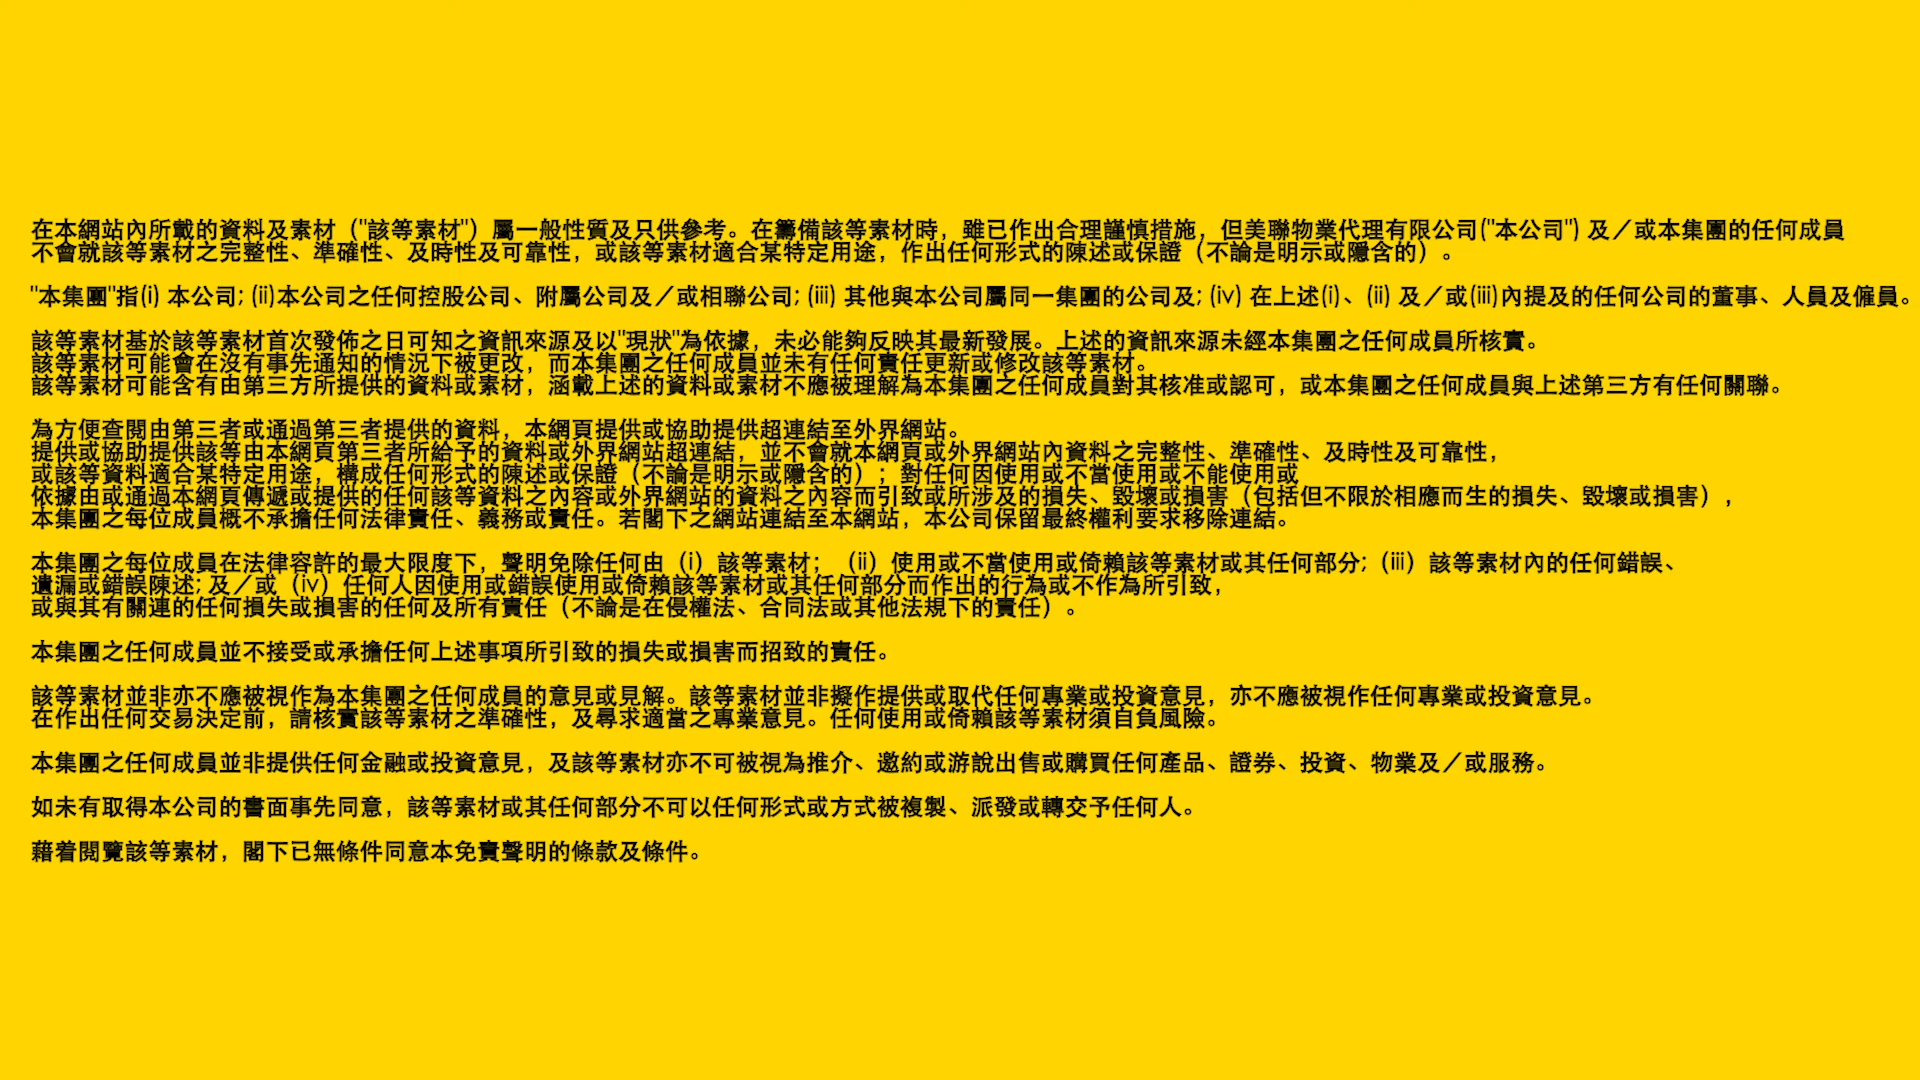 在本網站內所載的資料及素材（"該等素材"）屬一般性質及只供參考。在籌備該等素材時，雖已作出合理謹慎措施，但美聯物業代理有限公司("本公司") 及／或本集團的任何成員
不會就該等素材之完整性、準確性、及時性及可靠性，或該等素材適合某特定用途，作出任何形式的陳述或保證（不論是明示或隱含的）。
"本集團"指(i) 本公司; (ii)本公司之任何控股公司、附屬公司及／或相聯公司; (iii) 其他與本公司屬同一集團的公司及; (iv) 在上述(i)、(ii) 及／或(iii)內提及的任何公司的董事、人員及僱員。
該等素材基於該等素材首次發佈之日可知之資訊來源及以"現狀"為依據，未必能夠反映其最新發展。上述的資訊來源未經本集團之任何成員所核實。
該等素材可能會在沒有事先通知的情況下被更改，而本集團之任何成員並未有任何責任更新或修改該等素材。
該等素材可能含有由第三方所提供的資料或素材，涵載上述的資料或素材不應被理解為本集團之任何成員對其核准或認可，或本集團之任何成員與上述第三方有任何關聯。
為方便查閱由第三者或通過第三者提供的資料，本網頁提供或協助提供超連結至外界網站。
提供或協助提供該等由本網頁第三者所給予的資料或外界網站超連結，並不會就本網頁或外界網站內資料之完整性、準確性、及時性及可靠性，
或該等資料適合某特定用途，構成任何形式的陳述或保證（不論是明示或隱含的）；對任何因使用或不當使用或不能使用或
依據由或通過本網頁傳遞或提供的任何該等資料之內容或外界網站的資料之內容而引致或所涉及的損失、毀壞或損害（包括但不限於相應而生的損失、毀壞或損害），
本集團之每位成員概不承擔任何法律責任、義務或責任。若閣下之網站連結至本網站，本公司保留最終權利要求移除連結。
本集團之每位成員在法律容許的最大限度下，聲明免除任何由（i）該等素材；（ii）使用或不當使用或倚賴該等素材或其任何部分;（iii）該等素材內的任何錯誤、
遺漏或錯誤陳述; 及／或（iv）任何人因使用或錯誤使用或倚賴該等素材或其任何部分而作出的行為或不作為所引致，
或與其有關連的任何損失或損害的任何及所有責任（不論是在侵權法、合同法或其他法規下的責任）。
本集團之任何成員並不接受或承擔任何上述事項所引致的損失或損害而招致的責任。
該等素材並非亦不應被視作為本集團之任何成員的意見或見解。該等素材並非擬作提供或取代任何專業或投資意見，亦不應被視作任何專業或投資意見。
在作出任何交易決定前，請核實該等素材之準確性，及尋求適當之專業意見。任何使用或倚賴該等素材須自負風險。
本集團之任何成員並非提供任何金融或投資意見，及該等素材亦不可被視為推介、邀約或游說出售或購買任何產品、證券、投資、物業及／或服務。
如未有取得本公司的書面事先同意，該等素材或其任何部分不可以任何形式或方式被複製、派發或轉交予任何人。
藉着閱覽該等素材，閣下已無條件同意本免責聲明的條款及條件。